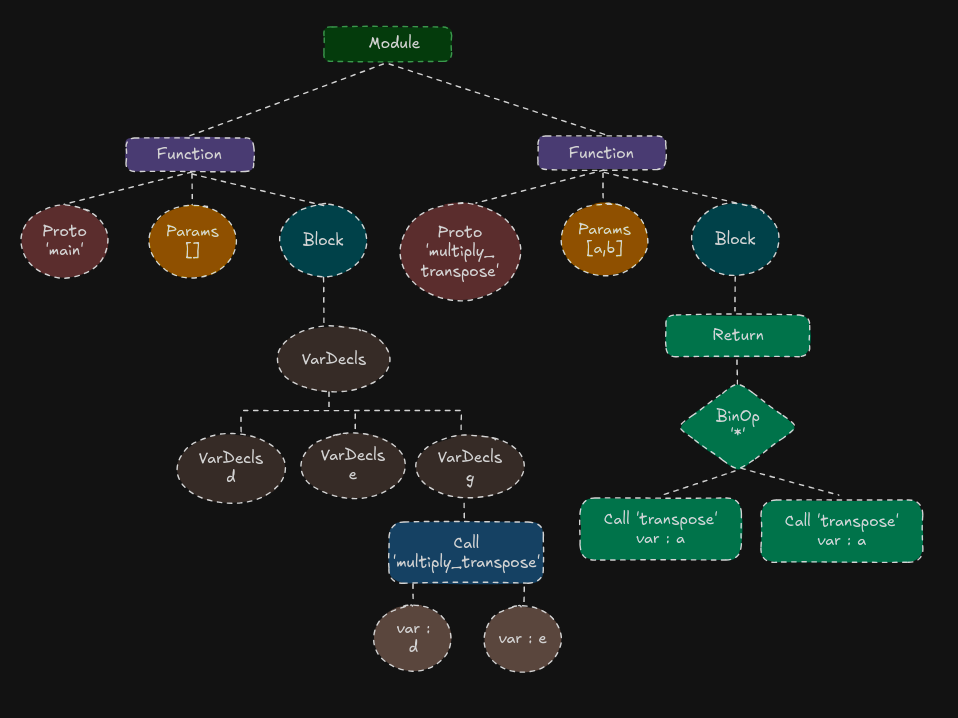 Module
Function
Function
Proto
'main'
Params
[]
Block
Proto
'multiply_
transpose'
Params
[a,b]
Block
VarDecls
Return
BinOp
'*'
VarDecls
d
VarDecls
e
VarDecls
g
Call 'transpose'
var : a
Call 'transpose'
var : a
Call
'multiply_transpose'
var :
d
var : e